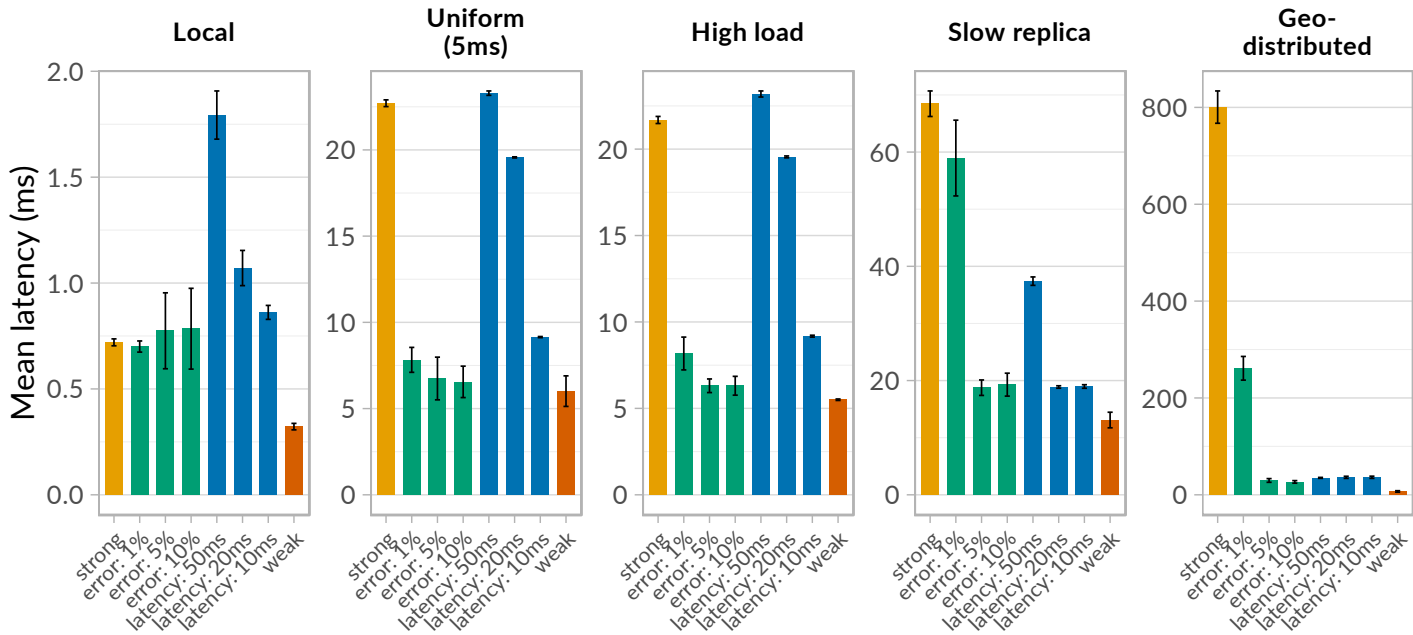 Local
Uniform
(5ms)
High load
Slow replica
Geo-
distributed
Mean latency (ms)
2.0
1.5
1.0
0.5
0.0
strong
error: 1%
error: 5%
error: 10%
latency: 50ms
latency: 20ms
latency: 10ms
weak
20
15
10
5
0
strong
error: 1%
error: 5%
error: 10%
latency: 50ms
latency: 20ms
latency: 10ms
weak
20
15
10
5
0
strong
error: 1%
error: 5%
error: 10%
latency: 50ms
latency: 20ms
latency: 10ms
weak
60
40
20
0
strong
error: 1%
error: 5%
error: 10%
latency: 50ms
latency: 20ms
latency: 10ms
weak
800
600
400
200
0
strong
error: 1%
error: 5%
error: 10%
latency: 50ms
latency: 20ms
latency: 10ms
weak